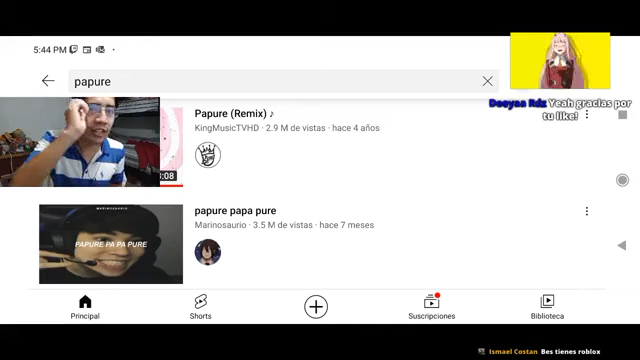 5:44 PM
papure
Deeyaa Rdz Yeah gracias por
tu like!
Papure (Remix) ♪
KingMusicTVHD · 2.9 M de vistas · hace 4 años
:08
MARINOSAURIO
PAPURE PA PA PURE
papure papa pure
Marinosaurio · 3.5 M de vistas · hace 7 meses
Principal
Shorts
Suscripciones
Biblioteca
Ismael Costan Bes tienes roblox